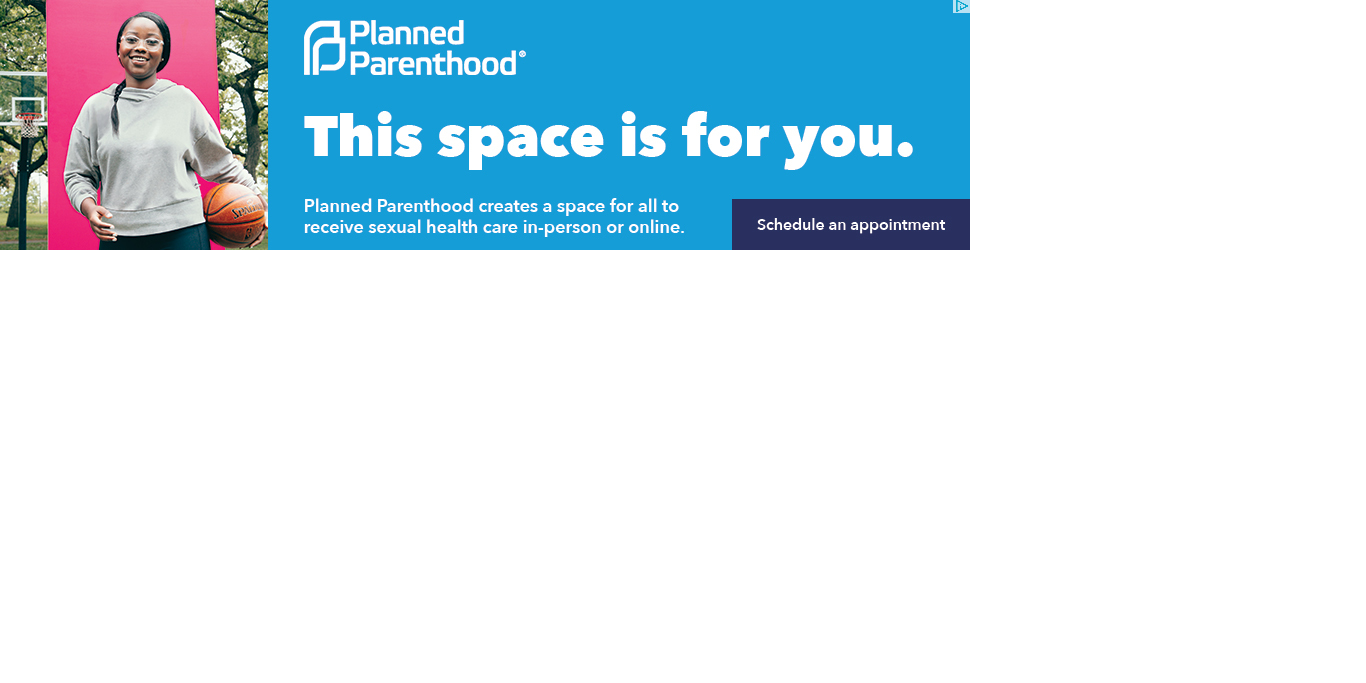 Planned
Parenthood®
This space is for you.
Planned Parenthood creates a space for all to
receive sexual health care in-person or online.
Schedule an appointment
SPALDING